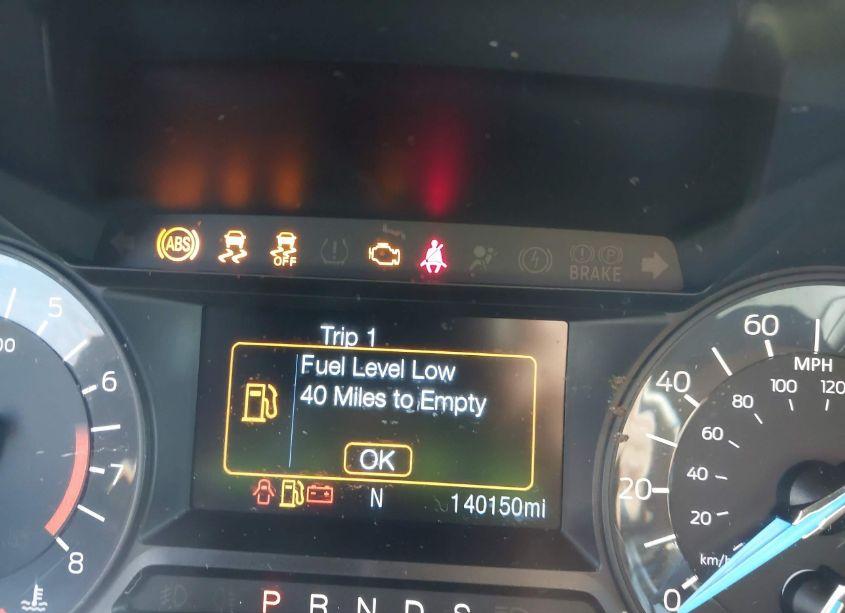 ABS
OFF
BRAKE
Trip 1
Fuel Level Low
40 Miles to Empty
OK
N
140150mi
5
6
7
8
P R N D S
60
40
20
0
MPH
120
100
80
60
40
20
km/h